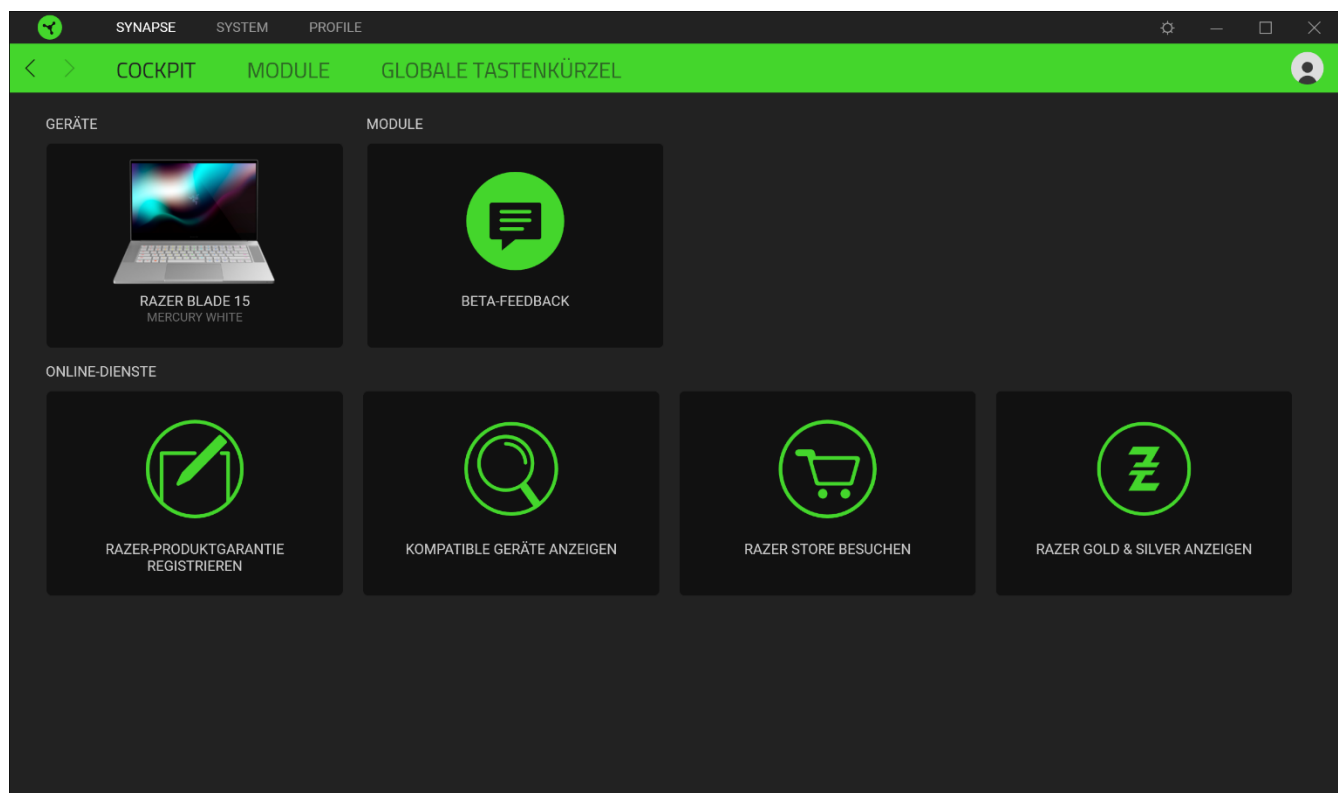 SYNAPSE SYSTEM PROFILE
COCKPIT MODULE GLOBALE TASTENKÜRZEL
GERÄTE
MODULE
RAZER BLADE 15
MERCURY WHITE
BETA-FEEDBACK
ONLINE-DIENSTE
RAZER-PRODUKTGARANTIE
REGISTRIEREN
KOMPATIBLE GERÄTE ANZEIGEN
RAZER STORE BESUCHEN
RAZER GOLD & SILVER ANZEIGEN